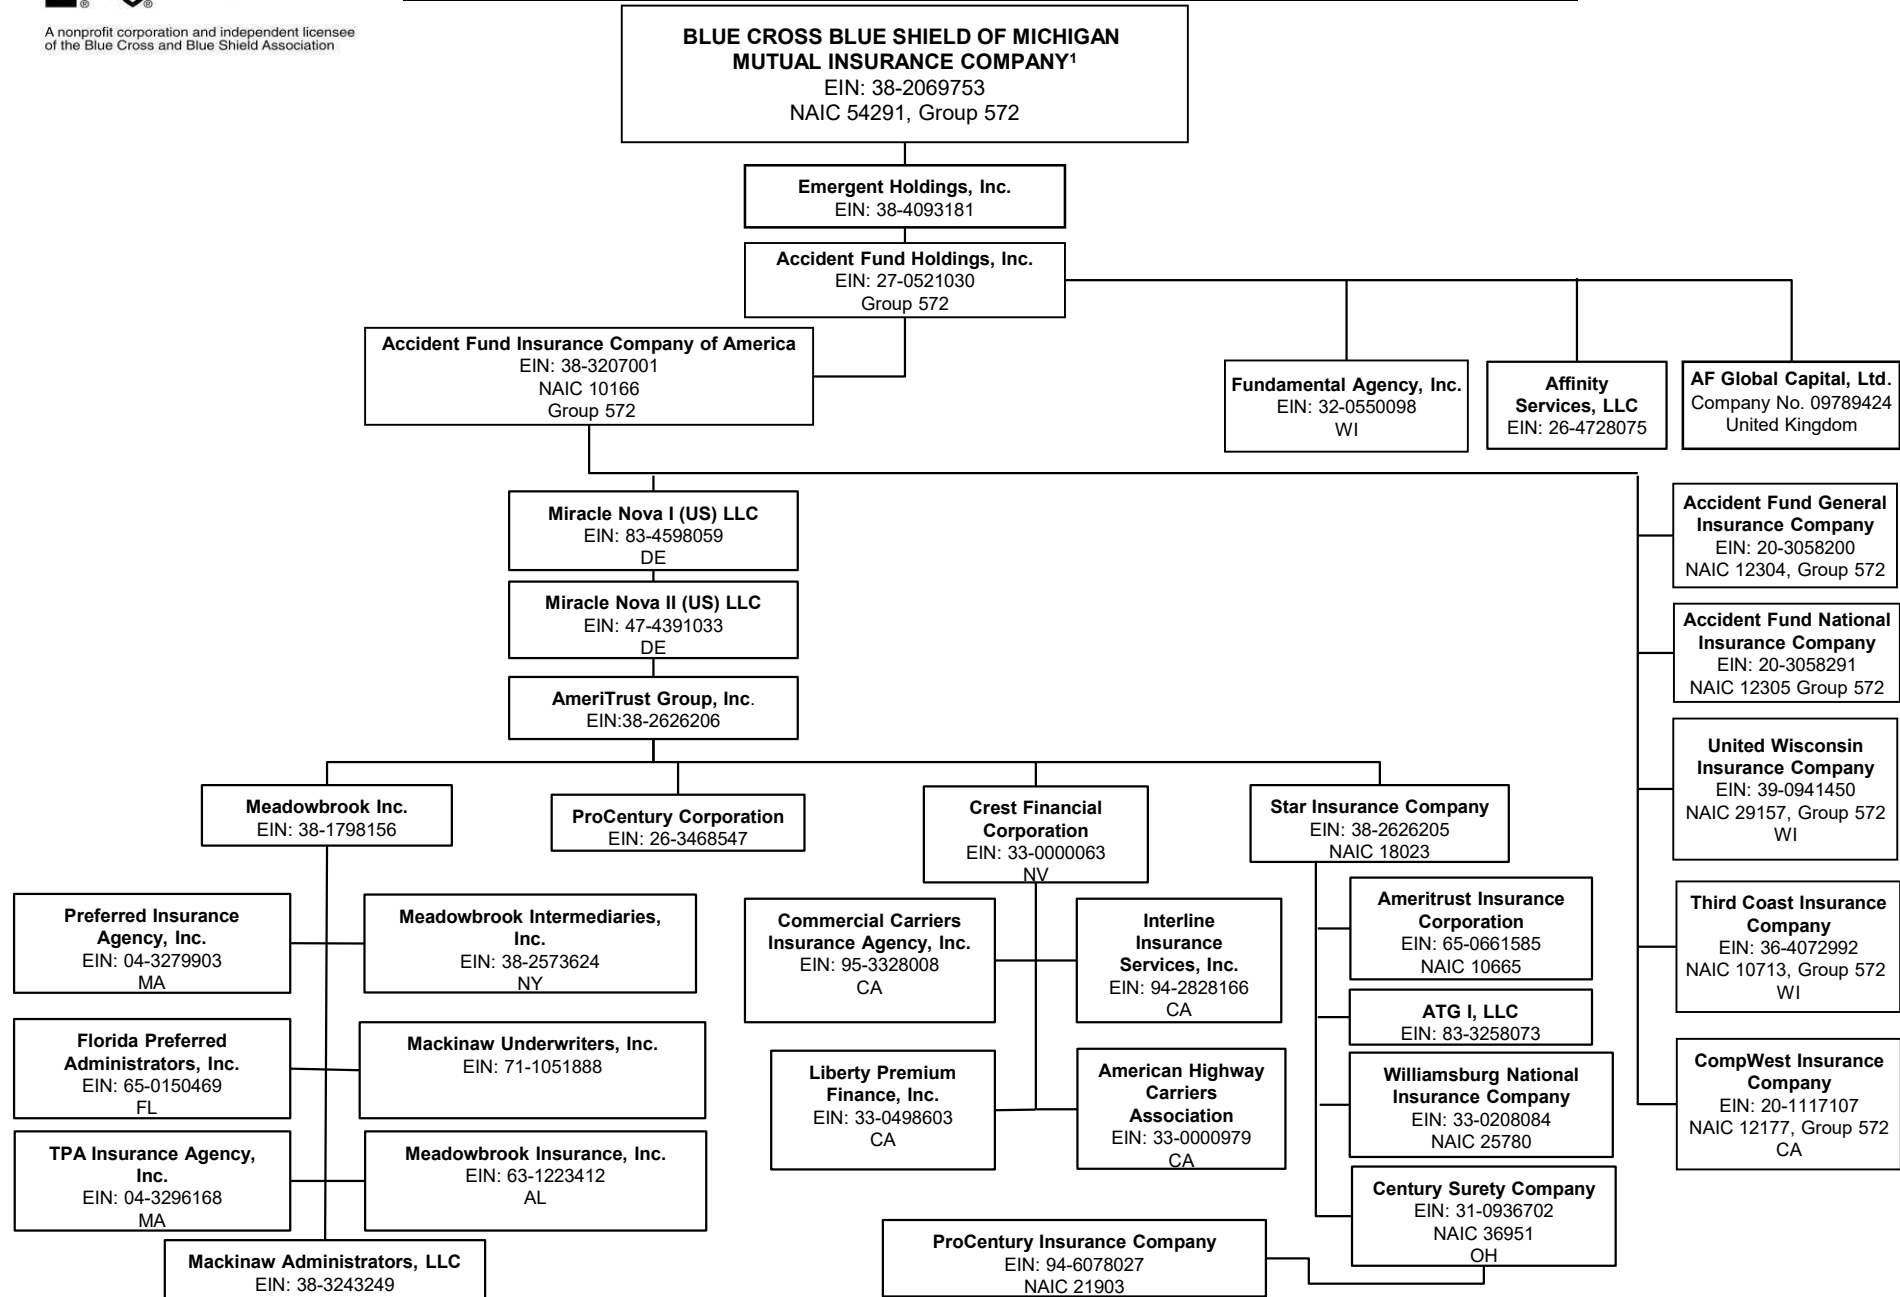 ®
®
A nonprofit corporation and independent licensee
of the Blue Cross and Blue Shield Association
BLUE CROSS BLUE SHIELD OF MICHIGAN
MUTUAL INSURANCE COMPANY¹
EIN: 38-2069753
NAIC 54291, Group 572
Emergent Holdings, Inc.
EIN: 38-4093181
Accident Fund Holdings, Inc.
EIN: 27-0521030
Group 572
Accident Fund Insurance Company of America
EIN: 38-3207001
NAIC 10166
Group 572
Fundamental Agency, Inc.
EIN: 32-0550098
WI
Affinity
Services, LLC
EIN: 26-4728075
AF Global Capital, Ltd.
Company No. 09789424
United Kingdom
Miracle Nova I (US) LLC
EIN: 83-4598059
DE
Miracle Nova II (US) LLC
EIN: 47-4391033
DE
AmeriTrust Group, Inc.
EIN:38-2626206
Accident Fund General
Insurance Company
EIN: 20-3058200
NAIC 12304, Group 572
Accident Fund National
Insurance Company
EIN: 20-3058291
NAIC 12305 Group 572
United Wisconsin
Insurance Company
EIN: 39-0941450
NAIC 29157, Group 572
WI
Third Coast Insurance
Company
EIN: 36-4072992
NAIC 10713, Group 572
WI
CompWest Insurance
Company
EIN: 20-1117107
NAIC 12177, Group 572
CA
Meadowbrook Inc.
EIN: 38-1798156
ProCentury Corporation
EIN: 26-3468547
Crest Financial
Corporation
EIN: 33-0000063
NV
Star Insurance Company
EIN: 38-2626205
NAIC 18023
Preferred Insurance
Agency, Inc.
EIN: 04-3279903
MA
Meadowbrook Intermediaries,
Inc.
EIN: 38-2573624
NY
Florida Preferred
Administrators, Inc.
EIN: 65-0150469
FL
Mackinaw Underwriters, Inc.
EIN: 71-1051888
TPA Insurance Agency,
Inc.
EIN: 04-3296168
MA
Meadowbrook Insurance, Inc.
EIN: 63-1223412
AL
Mackinaw Administrators, LLC
EIN: 38-3243249
Commercial Carriers
Insurance Agency, Inc.
EIN: 95-3328008
CA
Interline
Insurance
Services, Inc.
EIN: 94-2828166
CA
Liberty Premium
Finance, Inc.
EIN: 33-0498603
CA
American Highway
Carriers
Association
EIN: 33-0000979
CA
Ameritrust Insurance
Corporation
EIN: 65-0661585
NAIC 10665
ATG I, LLC
EIN: 83-3258073
Williamsburg National
Insurance Company
EIN: 33-0208084
NAIC 25780
Century Surety Company
EIN: 31-0936702
NAIC 36951
OH
ProCentury Insurance Company
EIN: 94-6078027
NAIC 21903